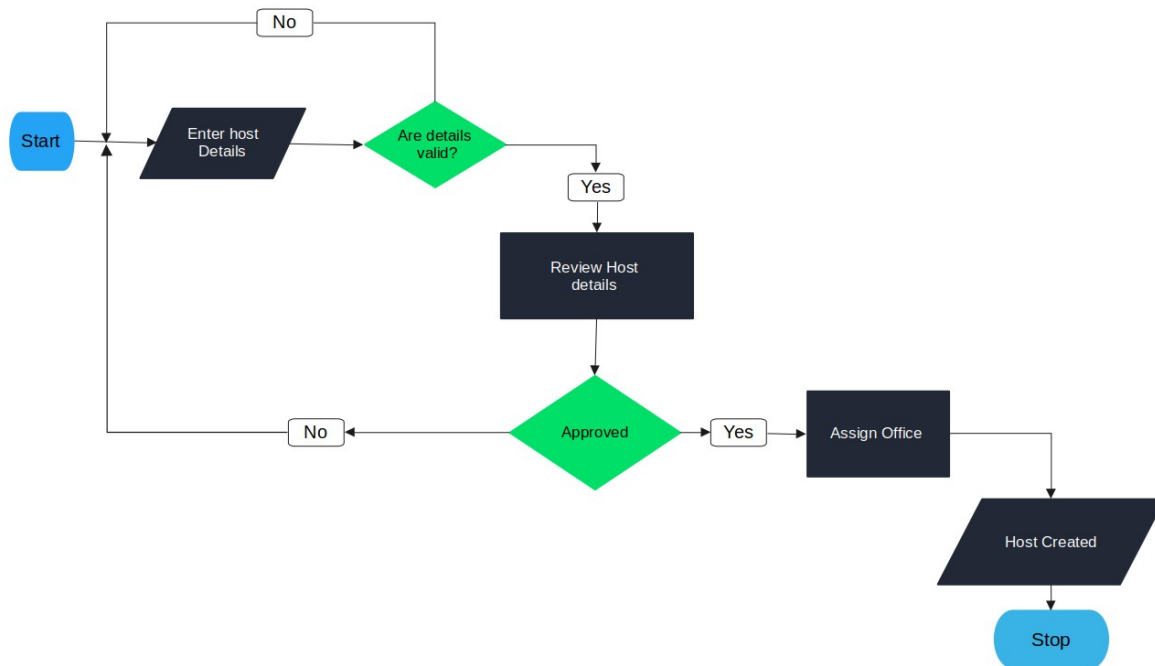 No
Start
Enter host
Details
Are details
valid?
Yes
Review Host
details
No
Approved
Yes
Assign Office
Host Created
Stop